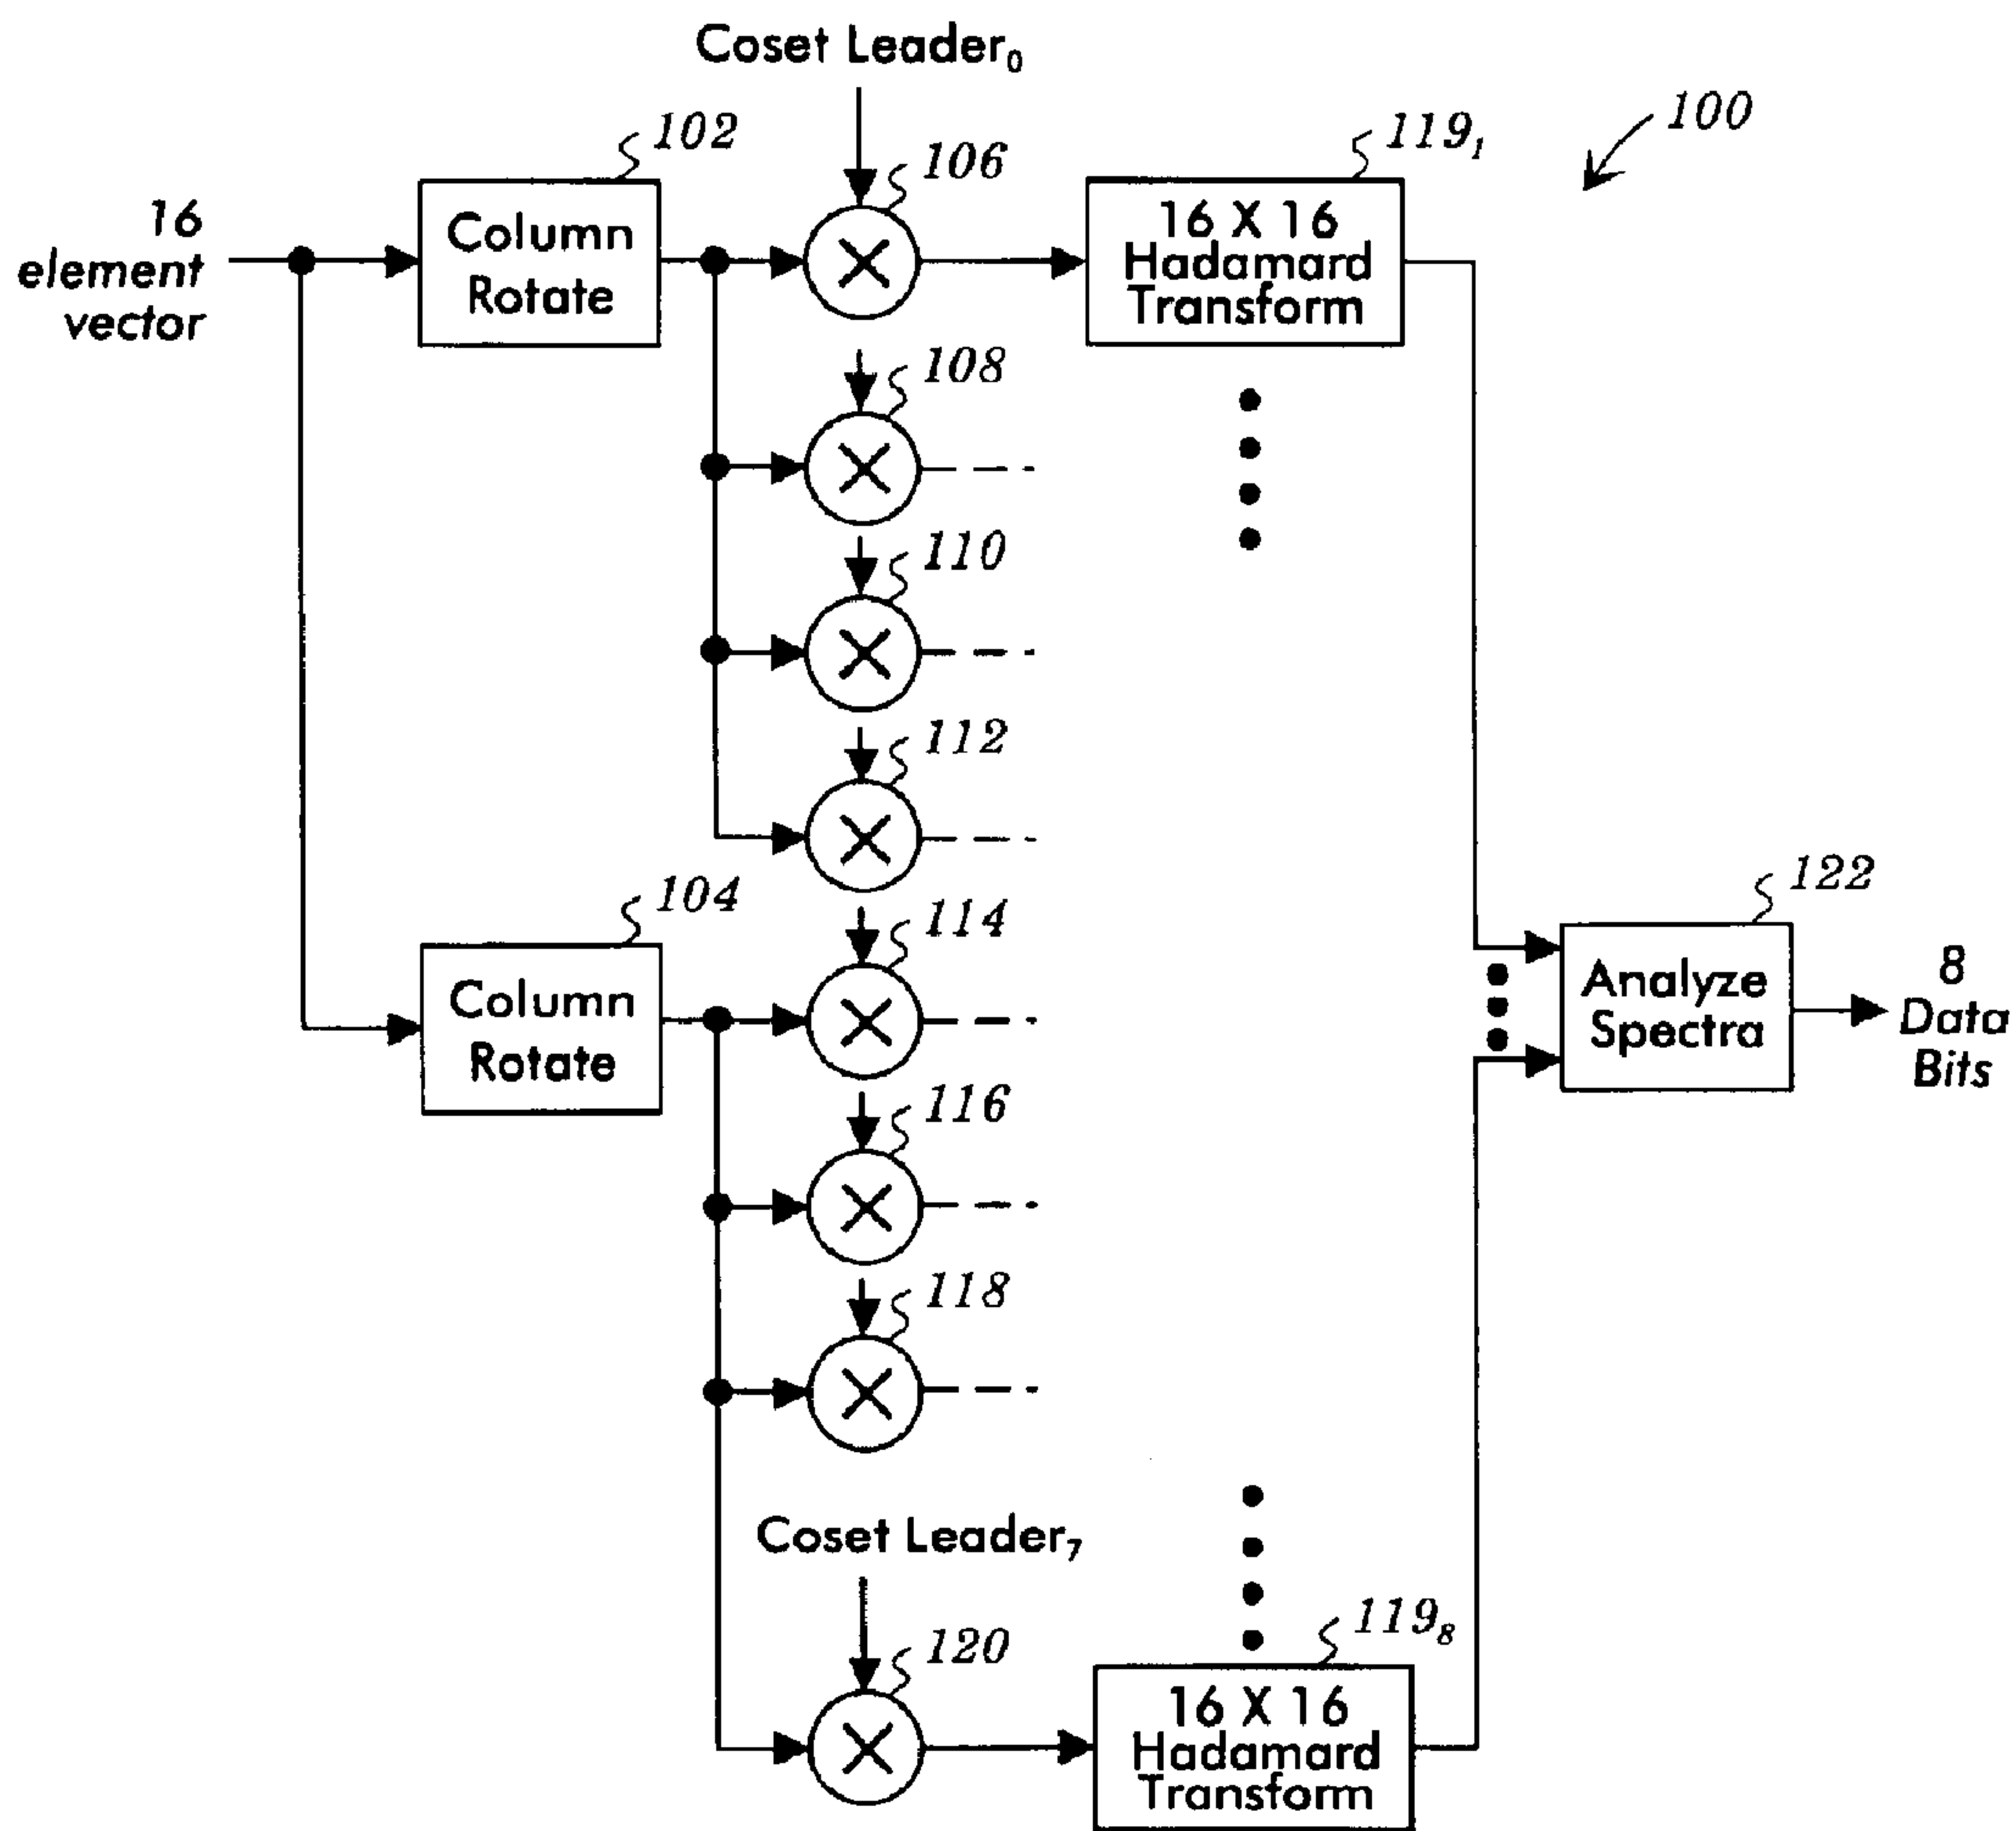 Coset Leader₀
100
102
106
119₁
16
element
vector
Column
Rotate
16 X 16
Hadamard
Transform
108
110
112
104
114
122
Column
Rotate
Analyze
Spectra
8
Data
Bits
116
118
Coset Leader₇
120
119₈
16 X 16
Hadamard
Transform